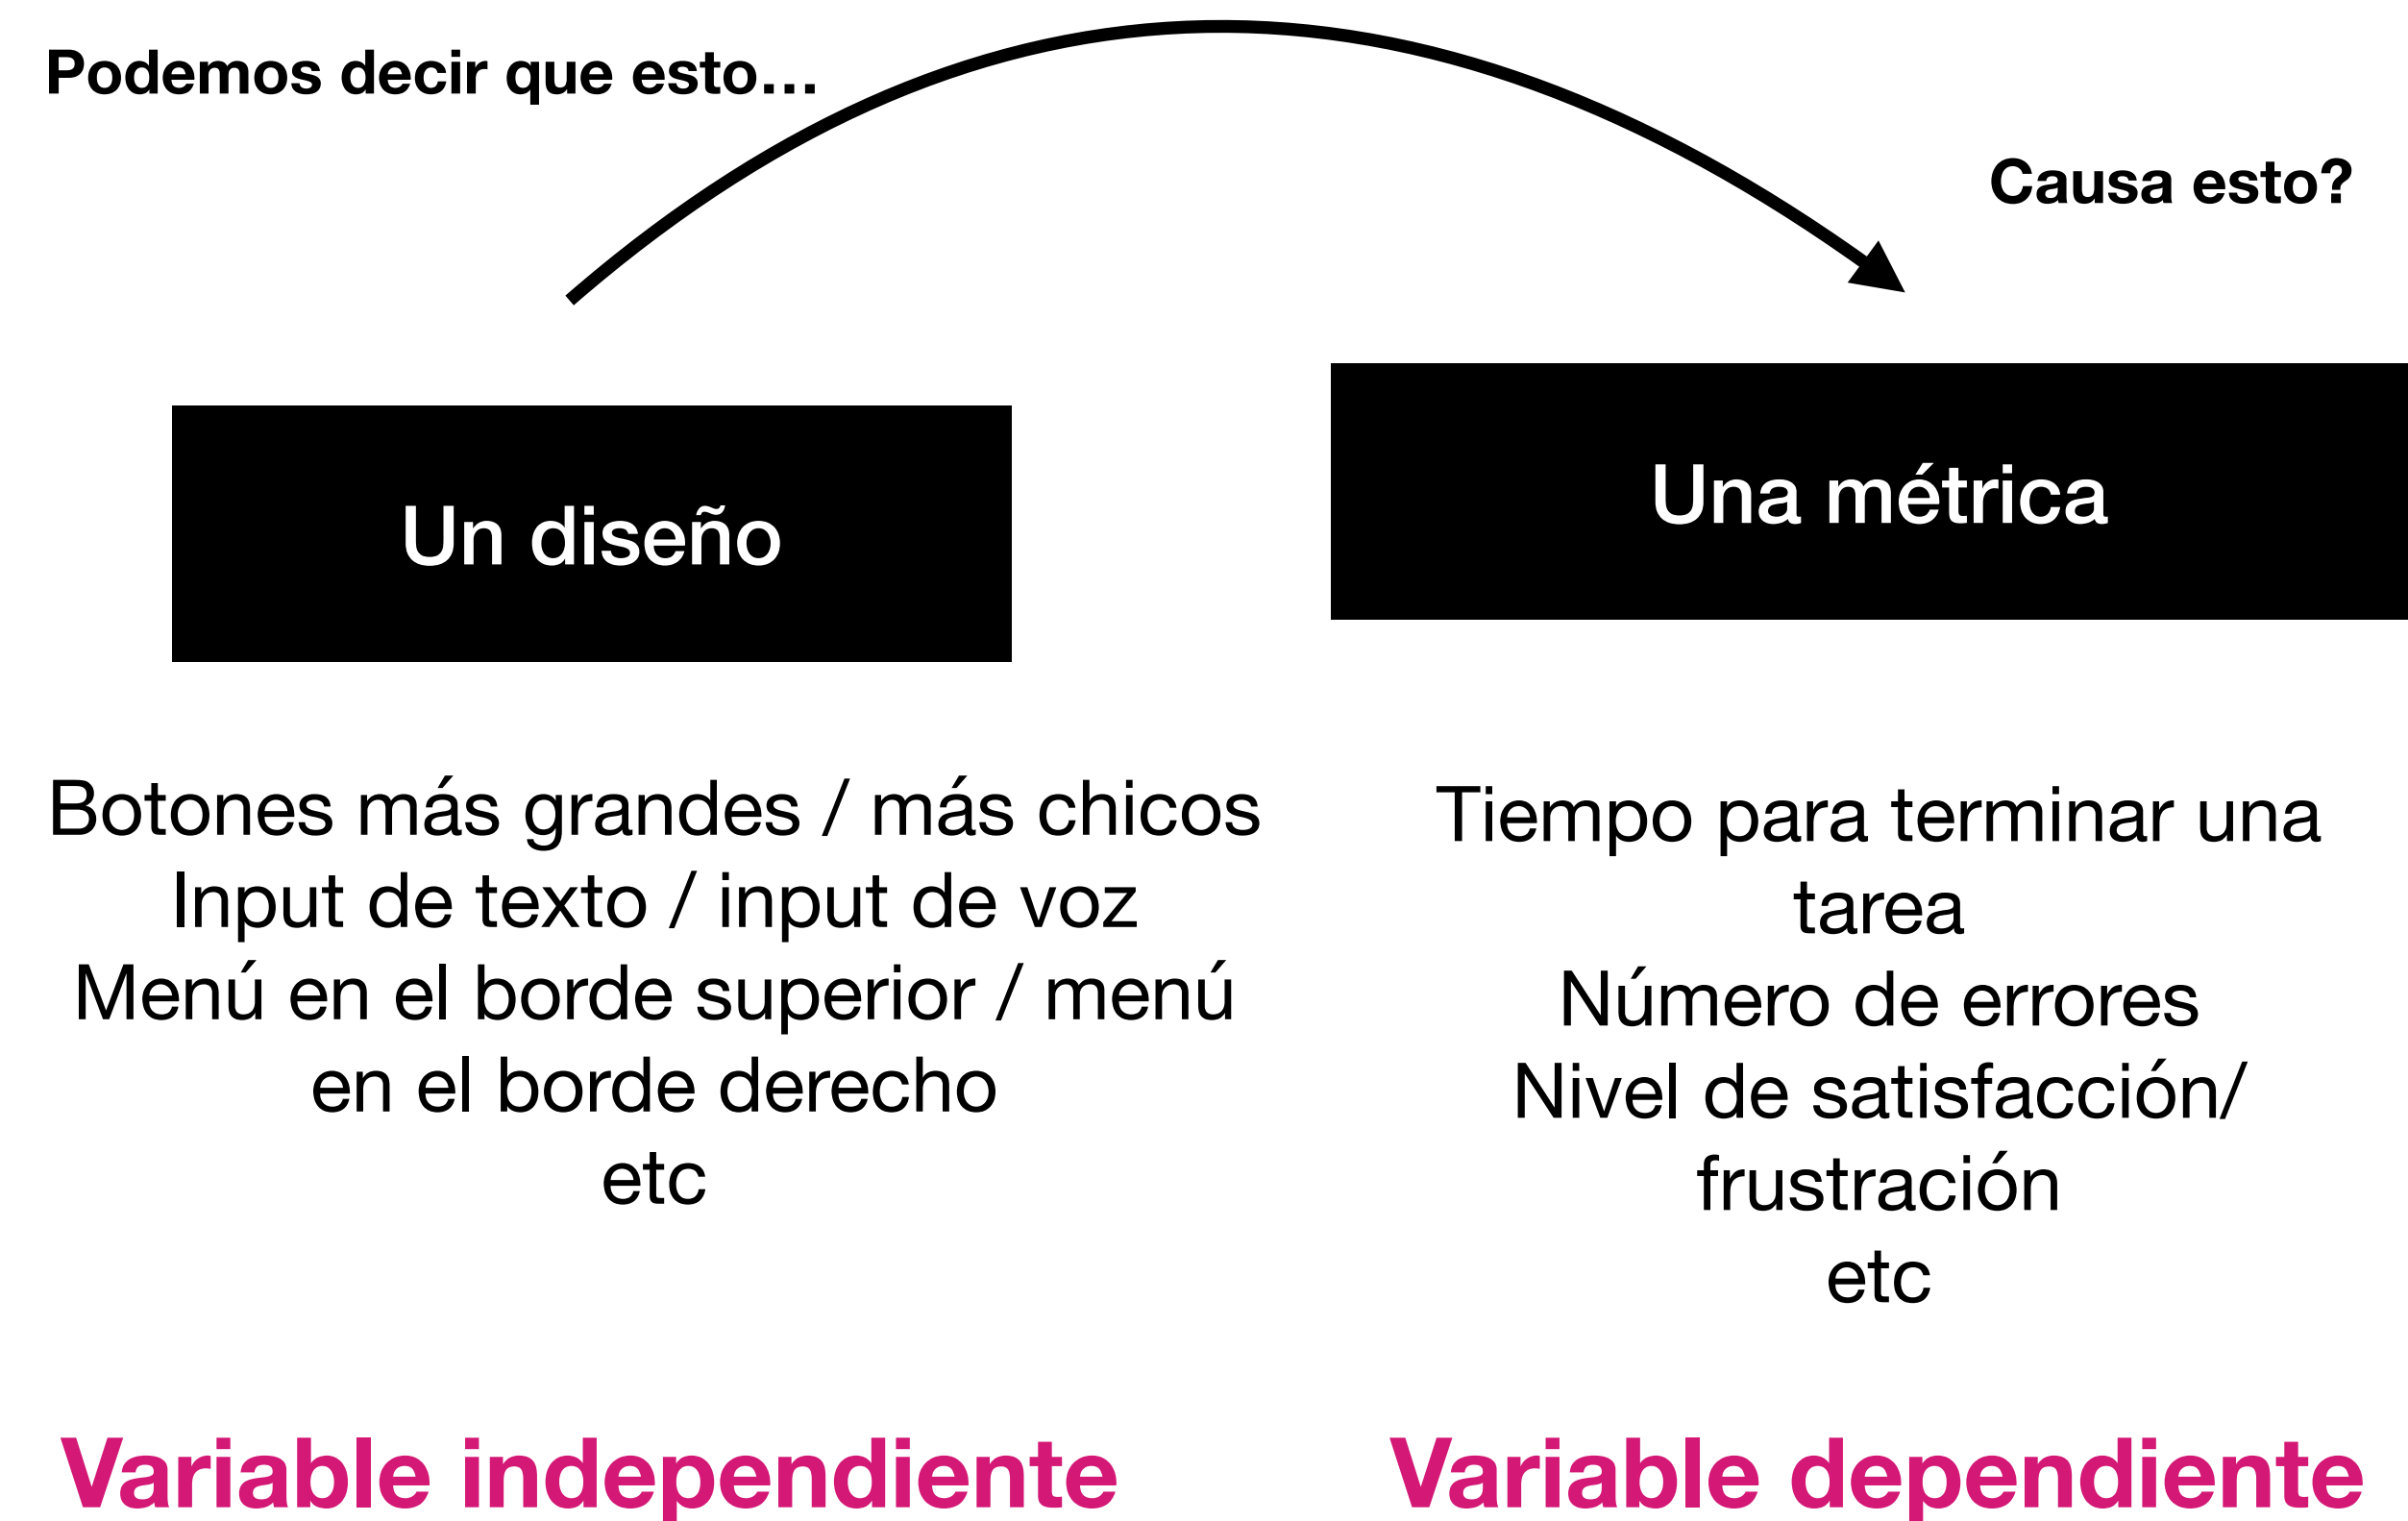 Podemos decir que esto...
Causa esto?
Un diseño
Una métrica
Botones más grandes / más chicos
Input de texto / input de voz
Menú en el borde superior / menú
en el borde derecho
etc
Tiempo para terminar una
tarea
Número de errores
Nivel de satisfacción/
frustración
etc
Variable independiente
Variable dependiente